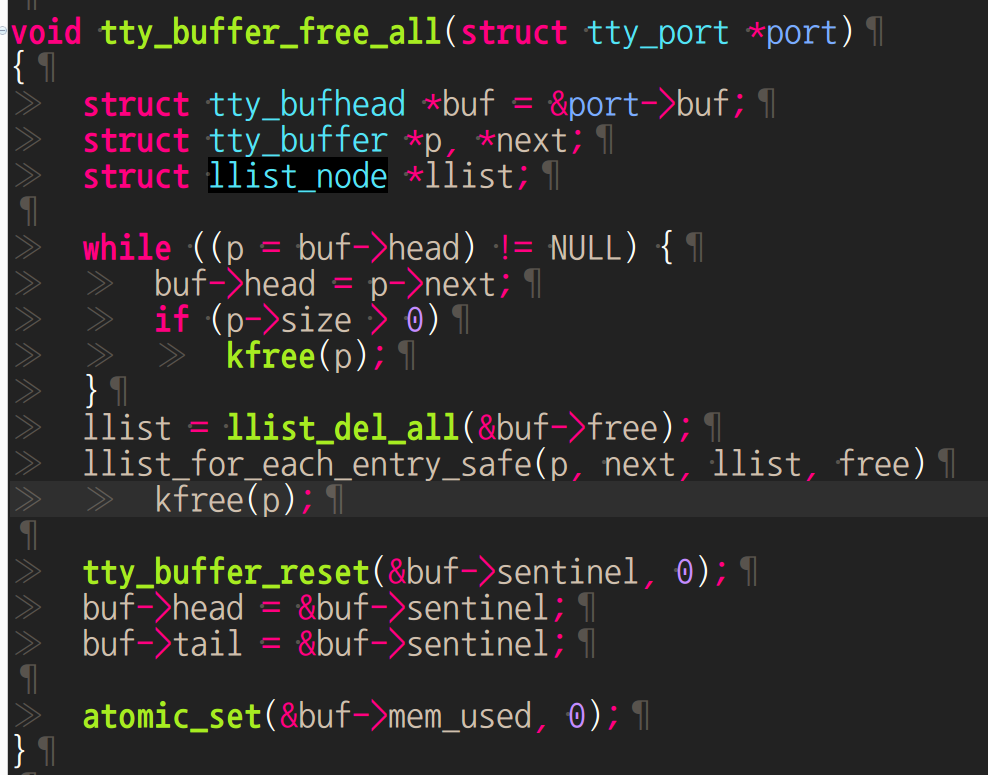 void tty_buffer_free_all(struct tty_port *port)¶
{¶
»	struct tty_bufhead *buf = &port->buf;¶
»	struct tty_buffer *p, *next;¶
»	struct llist_node *llist;¶
¶
»	while ((p = buf->head) != NULL) {¶
»	»	buf->head = p->next;¶
»	»	if (p->size > 0)¶
»	»	»	kfree(p);¶
»	}¶
»	llist = llist_del_all(&buf->free);¶
»	llist_for_each_entry_safe(p, next, llist, free)¶
»	»	kfree(p);¶
¶
»	tty_buffer_reset(&buf->sentinel, 0);¶
»	buf->head = &buf->sentinel;¶
»	buf->tail = &buf->sentinel;¶
¶
»	atomic_set(&buf->mem_used, 0);¶
}¶